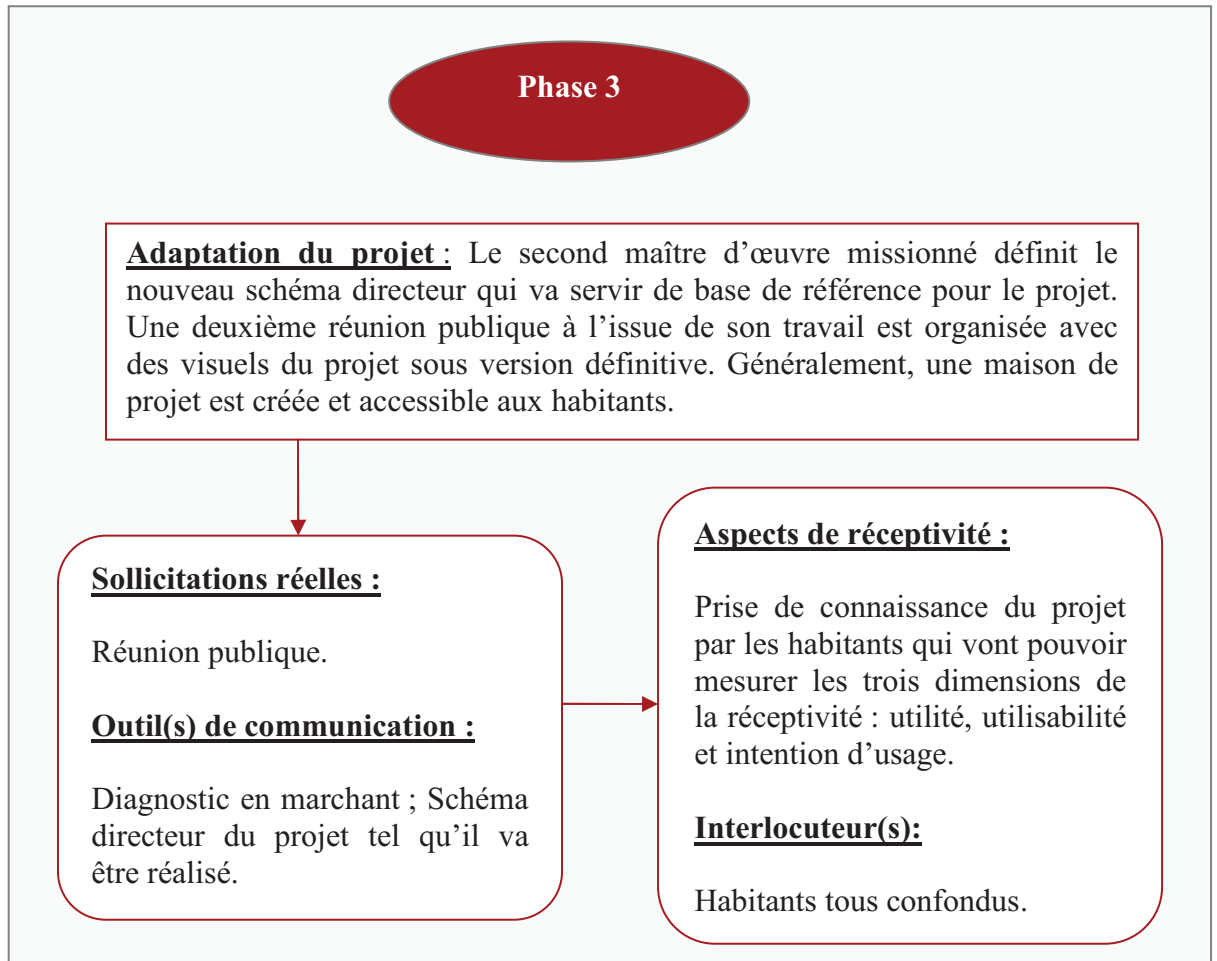 Phase 3
Adaptation du projet : Le second maître d’œuvre missionné définit le
nouveau schéma directeur qui va servir de base de référence pour le projet.
Une deuxième réunion publique à l’issue de son travail est organisée avec
des visuels du projet sous version définitive. Généralement, une maison de
projet est créée et accessible aux habitants.
Sollicitations réelles :
Réunion publique.
Outil(s) de communication :
Diagnostic en marchant ; Schéma
directeur du projet tel qu’il va
être réalisé.
Aspects de réceptivité :
Prise de connaissance du projet
par les habitants qui vont pouvoir
mesurer les trois dimensions de
la réceptivité : utilité, utilisabilité
et intention d’usage.
Interlocuteur(s):
Habitants tous confondus.